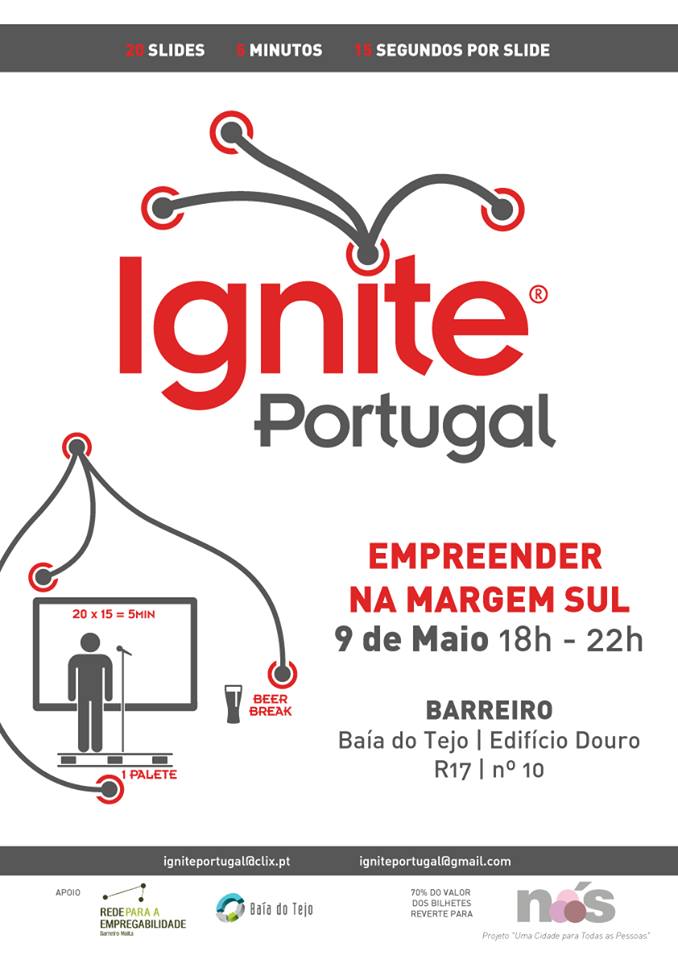 20 SLIDES 5 MINUTOS 15 SEGUNDOS POR SLIDE
Ignite®
Portugal
EMPREENDER
NA MARGEM SUL
9 de Maio 18h - 22h
20 x 15 = 5MIN
BEER
BREAK
1 PALETE
BARREIRO
Baía do Tejo | Edifício Douro
R17 | nº 10
igniteportugal@clix.pt igniteportugal@gmail.com
APOIO
REDE PARA A
EMPREGABILIDADE
Barreiro Moita
Baía do Tejo
70% DO VALOR
DOS BILHETES
REVERTE PARA
nós
Projeto "Uma Cidade para Todas as Pessoas"